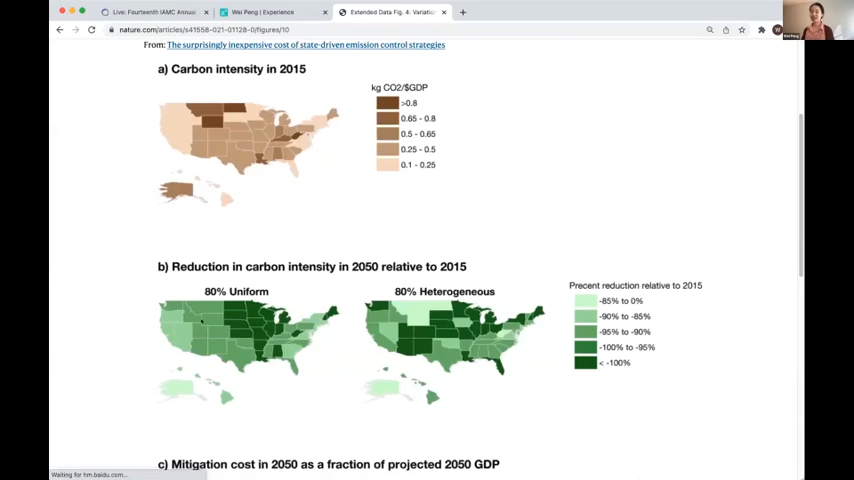 Live: Fourteenth IAMC Annual
Wei Peng | Experience
Extended Data Fig. 4: Variatio
nature.com/articles/s41558-021-01128-0/figures/10
W
Wei Peng
From: The surprisingly inexpensive cost of state-driven emission control strategies
a) Carbon intensity in 2015
kg CO2/$GDP
>0.8
0.65 - 0.8
0.5 - 0.65
0.25 - 0.5
0.1 - 0.25
b) Reduction in carbon intensity in 2050 relative to 2015
80% Uniform
80% Heterogeneous
Precent reduction relative to 2015
-85% to 0%
-90% to -85%
-95% to -90%
-100% to -95%
< -100%
c) Mitigation cost in 2050 as a fraction of projected 2050 GDP
Waiting for hm.baidu.com...